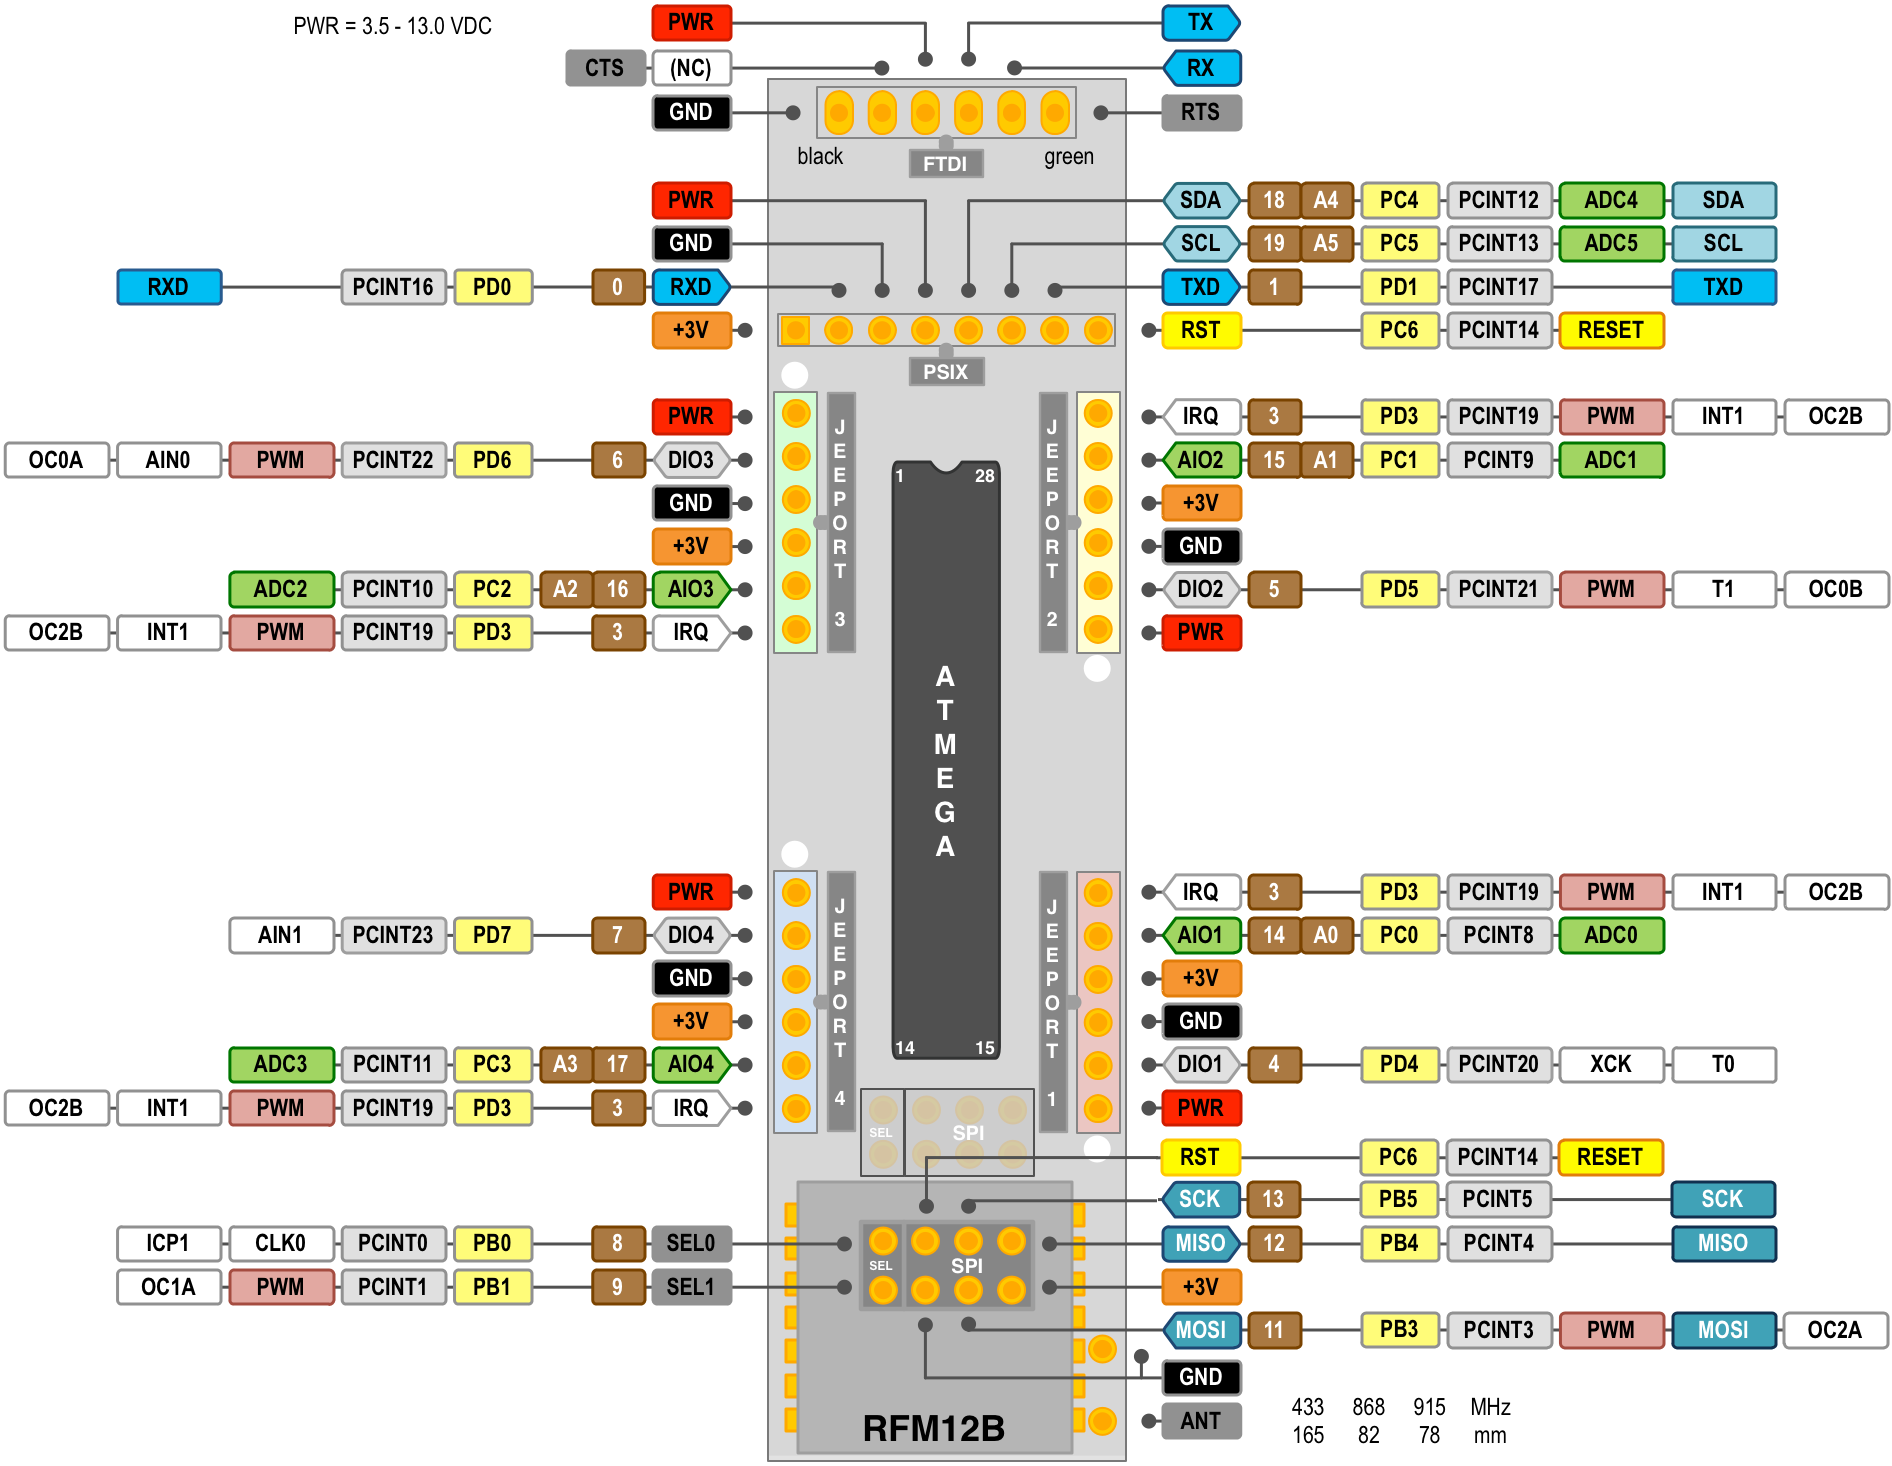 PWR = 3.5 - 13.0 VDC
PWR TX
CTS (NC) RX
GND RTS
black green
FTDI
PWR SDA 18 A4 PC4 PCINT12 ADC4 SDA
GND SCL 19 A5 PC5 PCINT13 ADC5 SCL
RXD PCINT16 PD0 0 RXD TXD 1 PD1 PCINT17 TXD
+3V RST PC6 PCINT14 RESET
PSIX
PWR IRQ 3 PD3 PCINT19 PWM INT1 OC2B
OC0A AIN0 PWM PCINT22 PD6 6 DIO3 AIO2 15 A1 PC1 PCINT9 ADC1
GND +3V
+3V GND
ADC2 PCINT10 PC2 A2 16 AIO3 DIO2 5 PD5 PCINT21 PWM T1 OC0B
OC2B INT1 PWM PCINT19 PD3 3 IRQ PWR
JEEPORT 3
JEEPORT 2
1 28
ATMEGA
14 15
PWR IRQ 3 PD3 PCINT19 PWM INT1 OC2B
AIN1 PCINT23 PD7 7 DIO4 AIO1 14 A0 PC0 PCINT8 ADC0
GND +3V
+3V GND
ADC3 PCINT11 PC3 A3 17 AIO4 DIO1 4 PD4 PCINT20 XCK T0
OC2B INT1 PWM PCINT19 PD3 3 IRQ PWR
JEEPORT 4
JEEPORT 1
SEL SPI
RST PC6 PCINT14 RESET
SCK 13 PB5 PCINT5 SCK
ICP1 CLK0 PCINT0 PB0 8 SEL0 MISO 12 PB4 PCINT4 MISO
SEL SPI
OC1A PWM PCINT1 PB1 9 SEL1 +3V
MOSI 11 PB3 PCINT3 PWM MOSI OC2A
GND
ANT
433 868 915 MHz
165 82 78 mm
RFM12B